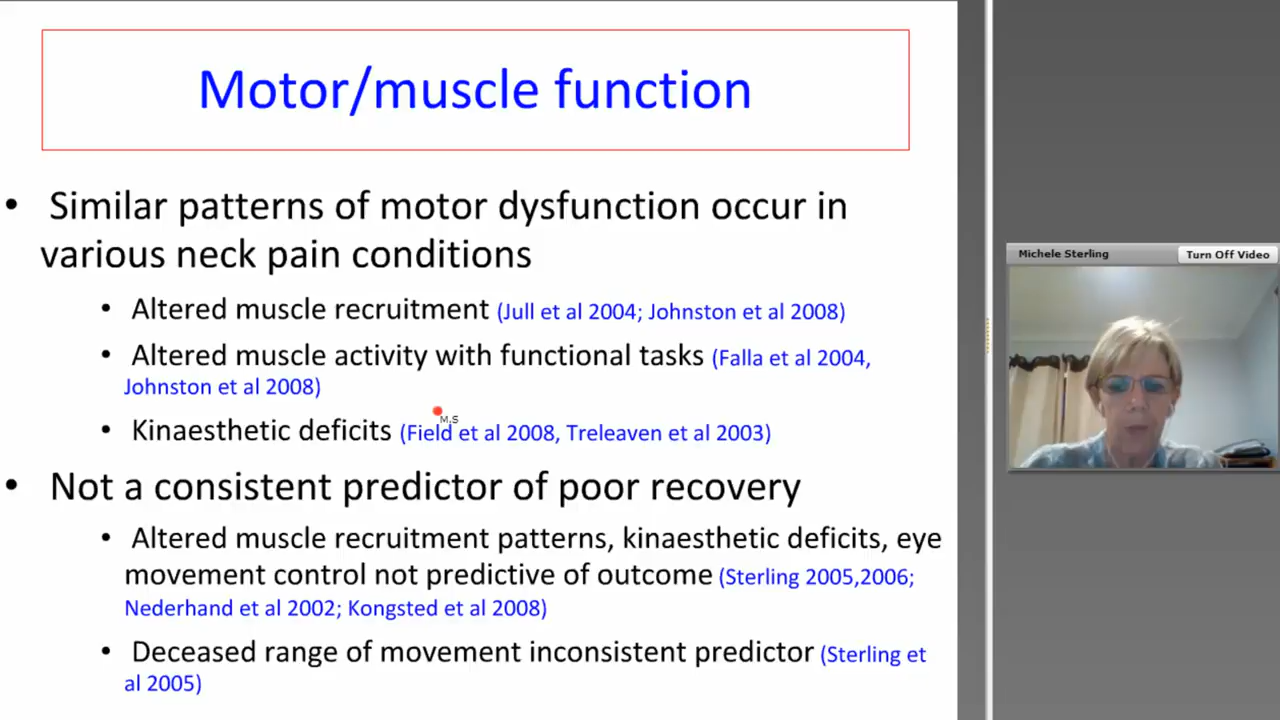 Motor/muscle function
• Similar patterns of motor dysfunction occur in
various neck pain conditions
• Altered muscle recruitment (Jull et al 2004; Johnston et al 2008)
• Altered muscle activity with functional tasks (Falla et al 2004,
Johnston et al 2008)
M.S
• Kinaesthetic deficits (Field et al 2008, Treleaven et al 2003)
• Not a consistent predictor of poor recovery
• Altered muscle recruitment patterns, kinaesthetic deficits, eye
movement control not predictive of outcome (Sterling 2005,2006;
Nederhand et al 2002; Kongsted et al 2008)
• Deceased range of movement inconsistent predictor (Sterling et
al 2005)
Michele Sterling
Turn Off Video